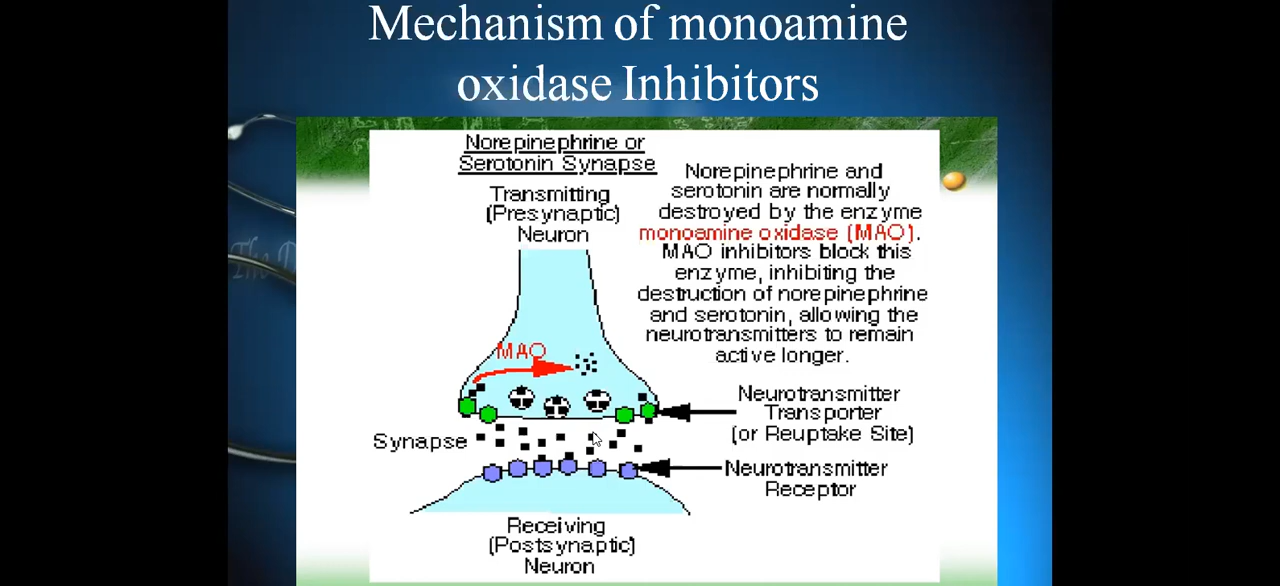 Mechanism of monoamine
oxidase Inhibitors
Norepinephrine or
Serotonin Synapse
Transmitting
(Presynaptic)
Neuron
Norepinephrine and
serotonin are normally
destroyed by the enzyme
monoamine oxidase (MAO).
MAO inhibitors block this
enzyme, inhibiting the
destruction of norepinephrine
and serotonin, allowing the
neurotransmitters to remain
active longer.
MAO
Neurotransmitter
Transporter
(or Reuptake Site)
Synapse
Neurotransmitter
Receptor
Receiving
(Postsynaptic)
Neuron
The